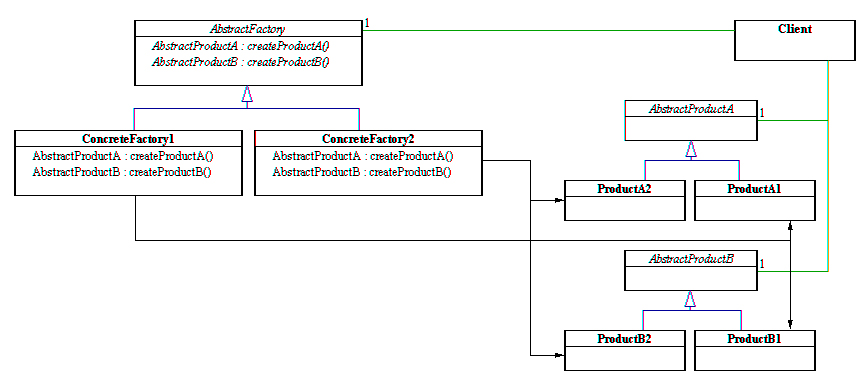 AbstractFactory
AbstractProductA : createProductA()
AbstractProductB : createProductB()
1
Client
ConcreteFactory1
AbstractProductA : createProductA()
AbstractProductB : createProductB()
ConcreteFactory2
AbstractProductA : createProductA()
AbstractProductB : createProductB()
AbstractProductA
1
ProductA2
ProductA1
AbstractProductB
1
ProductB2
ProductB1